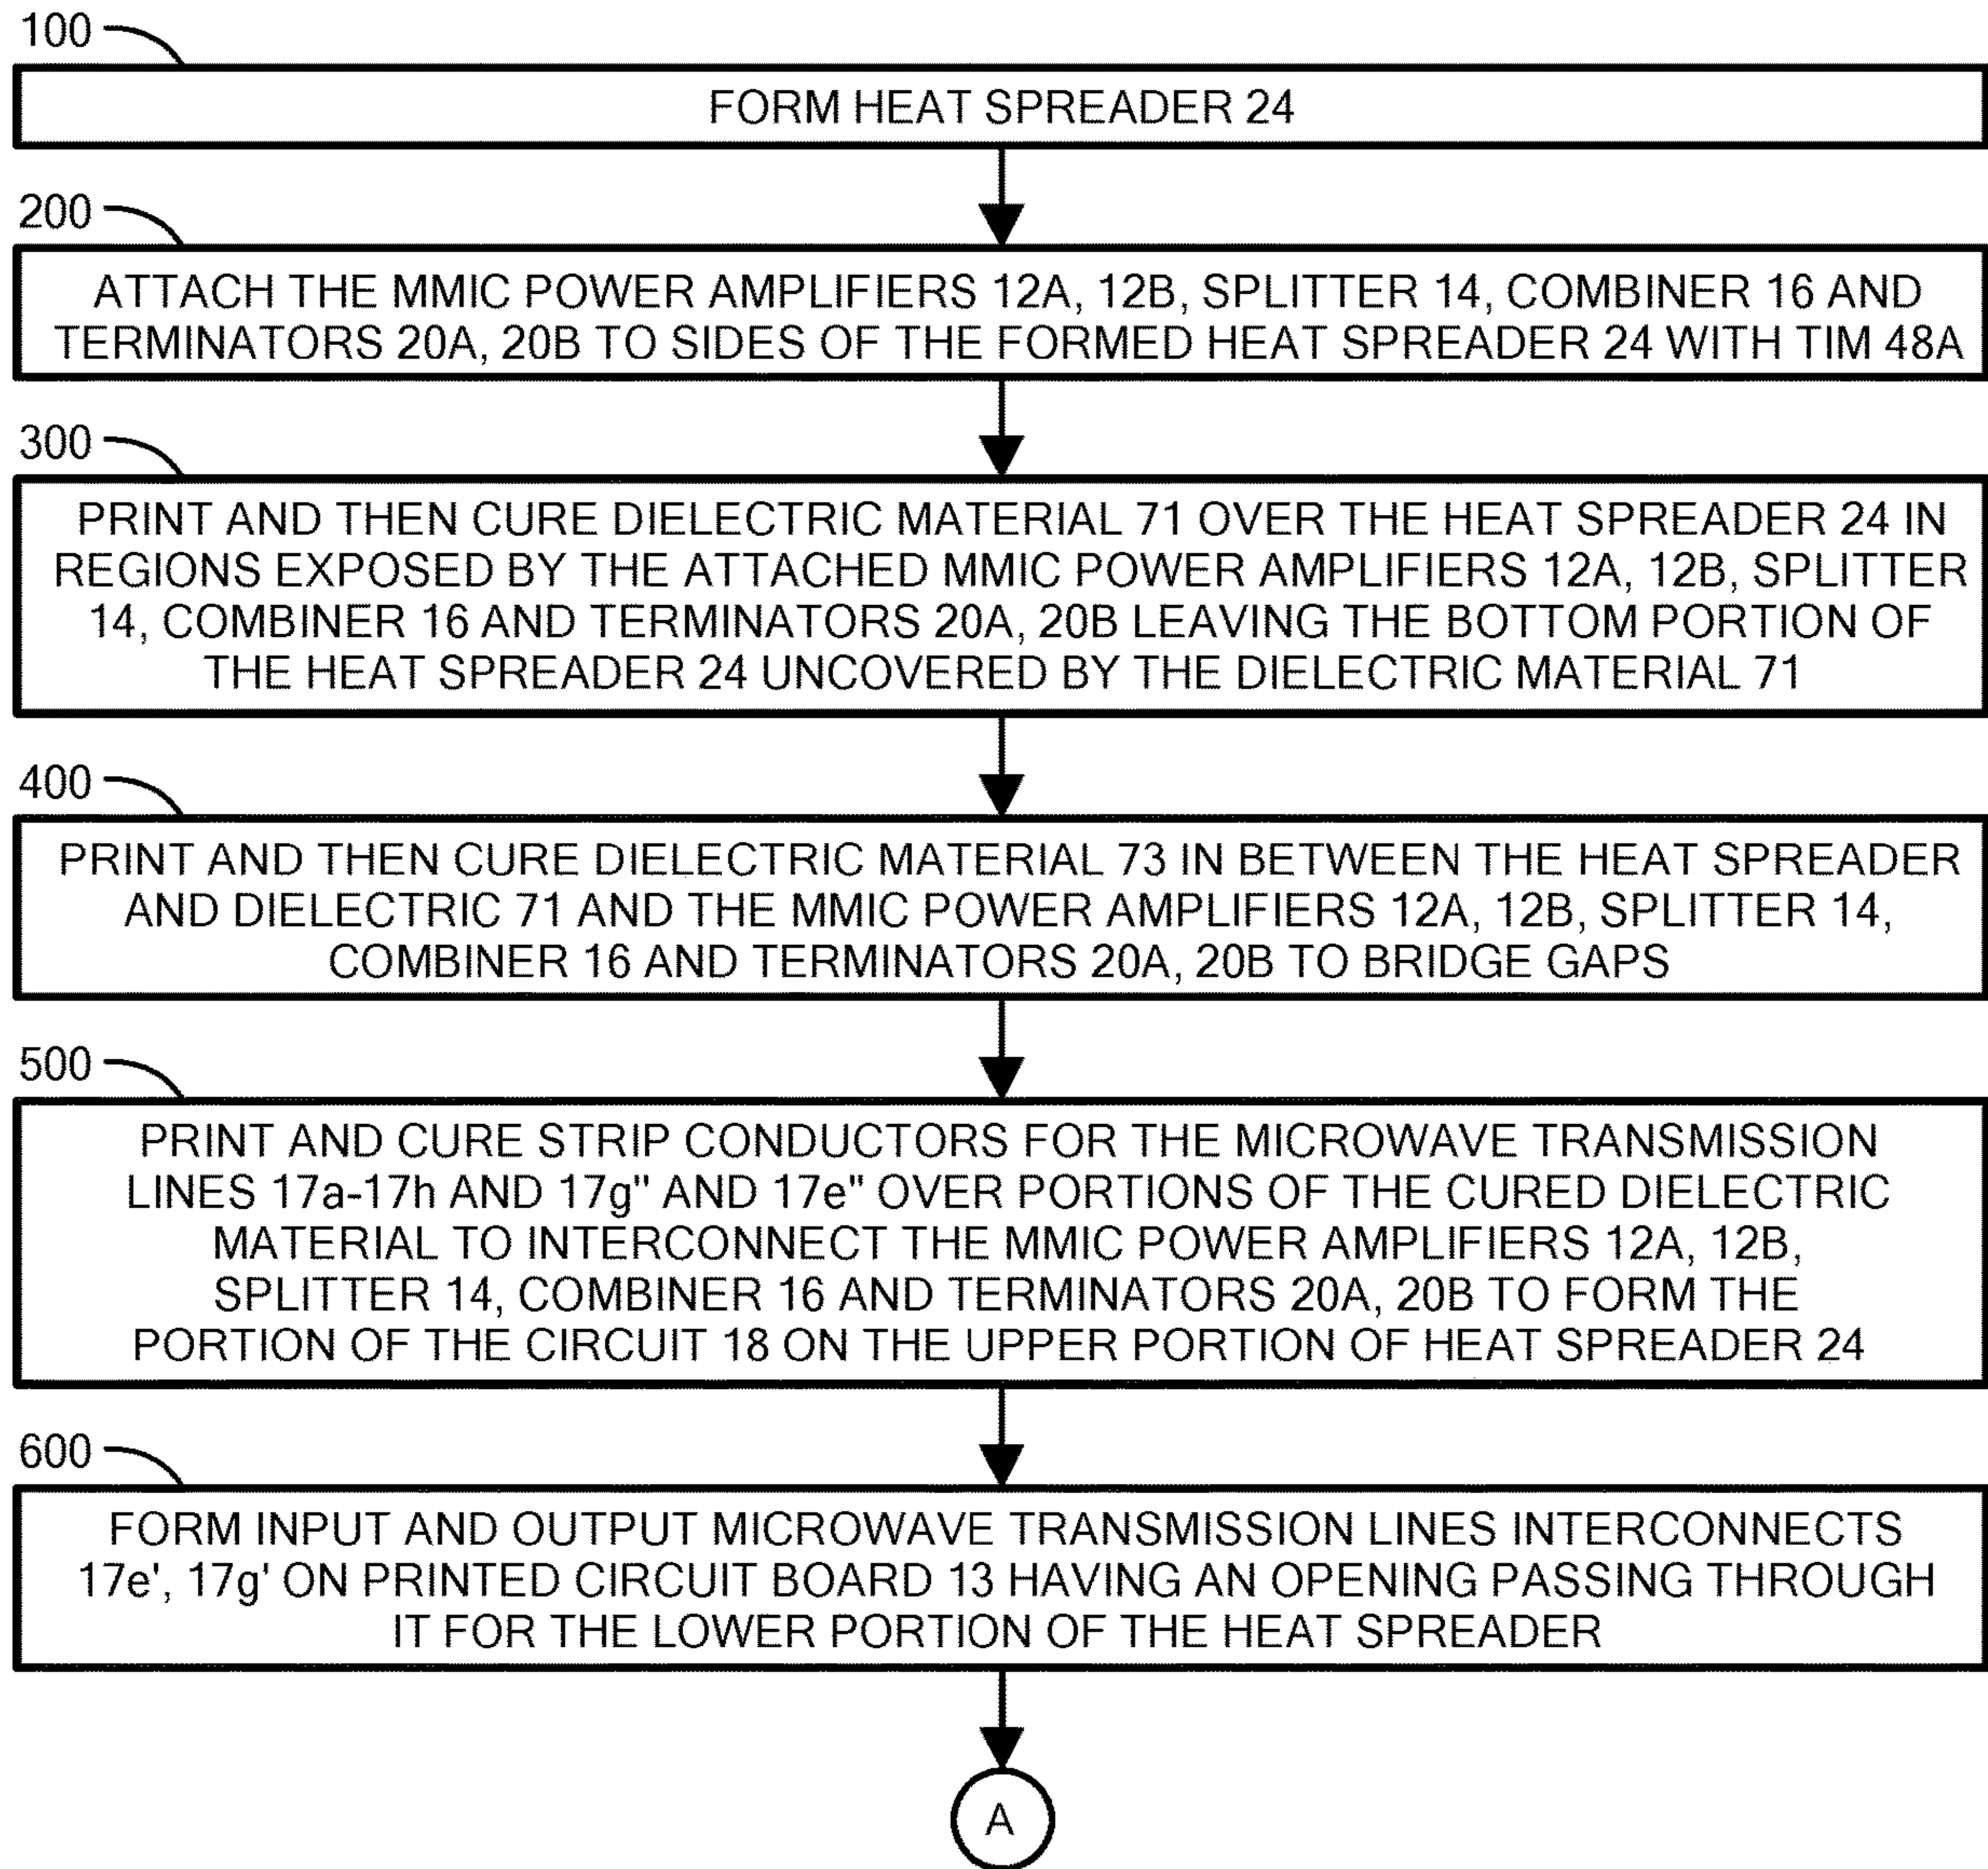 100
FORM HEAT SPREADER 24
200
ATTACH THE MMIC POWER AMPLIFIERS 12A, 12B, SPLITTER 14, COMBINER 16 AND
TERMINATORS 20A, 20B TO SIDES OF THE FORMED HEAT SPREADER 24 WITH TIM 48A
300
PRINT AND THEN CURE DIELECTRIC MATERIAL 71 OVER THE HEAT SPREADER 24 IN
REGIONS EXPOSED BY THE ATTACHED MMIC POWER AMPLIFIERS 12A, 12B, SPLITTER
14, COMBINER 16 AND TERMINATORS 20A, 20B LEAVING THE BOTTOM PORTION OF
THE HEAT SPREADER 24 UNCOVERED BY THE DIELECTRIC MATERIAL 71
400
PRINT AND THEN CURE DIELECTRIC MATERIAL 73 IN BETWEEN THE HEAT SPREADER
AND DIELECTRIC 71 AND THE MMIC POWER AMPLIFIERS 12A, 12B, SPLITTER 14,
COMBINER 16 AND TERMINATORS 20A, 20B TO BRIDGE GAPS
500
PRINT AND CURE STRIP CONDUCTORS FOR THE MICROWAVE TRANSMISSION
LINES 17a-17h AND 17g" AND 17e" OVER PORTIONS OF THE CURED DIELECTRIC
MATERIAL TO INTERCONNECT THE MMIC POWER AMPLIFIERS 12A, 12B,
SPLITTER 14, COMBINER 16 AND TERMINATORS 20A, 20B TO FORM THE
PORTION OF THE CIRCUIT 18 ON THE UPPER PORTION OF HEAT SPREADER 24
600
FORM INPUT AND OUTPUT MICROWAVE TRANSMISSION LINES INTERCONNECTS
17e', 17g' ON PRINTED CIRCUIT BOARD 13 HAVING AN OPENING PASSING THROUGH
IT FOR THE LOWER PORTION OF THE HEAT SPREADER
A